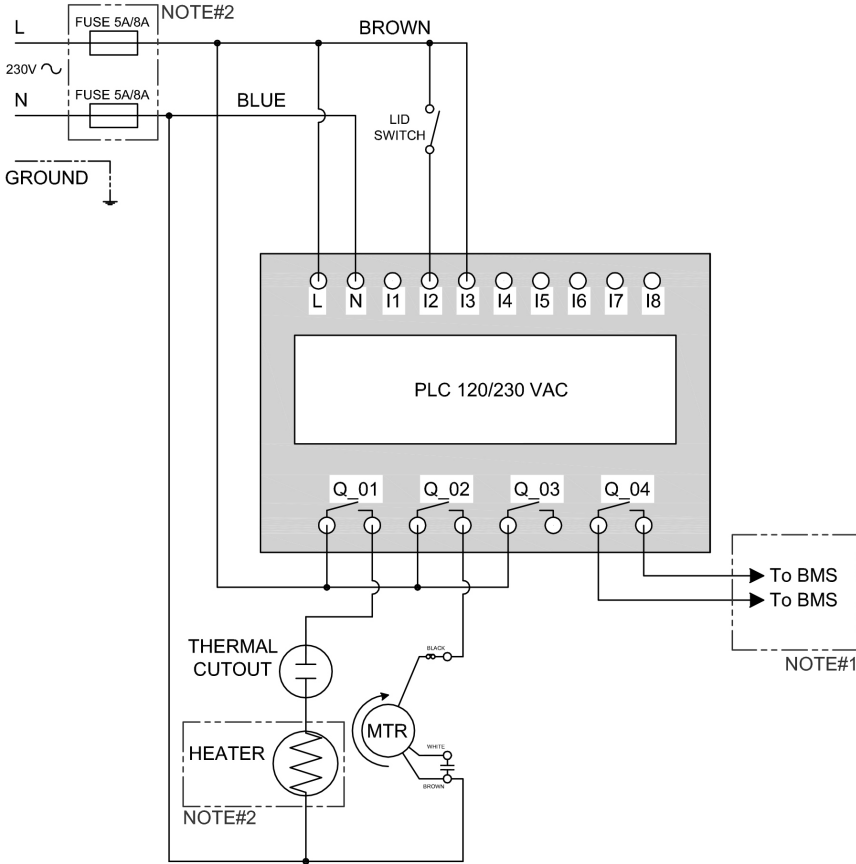 L
FUSE 5A/8A
NOTE#2
BROWN
230V
N
FUSE 5A/8A
BLUE
LID
SWITCH
GROUND
L N I1 I2 I3 I4 I5 I6 I7 I8
PLC 120/230 VAC
Q_01 Q_02 Q_03 Q_04
To BMS
To BMS
NOTE#1
THERMAL
CUTOUT
BLACK
MTR
HEATER
WHITE
BROWN
NOTE#2